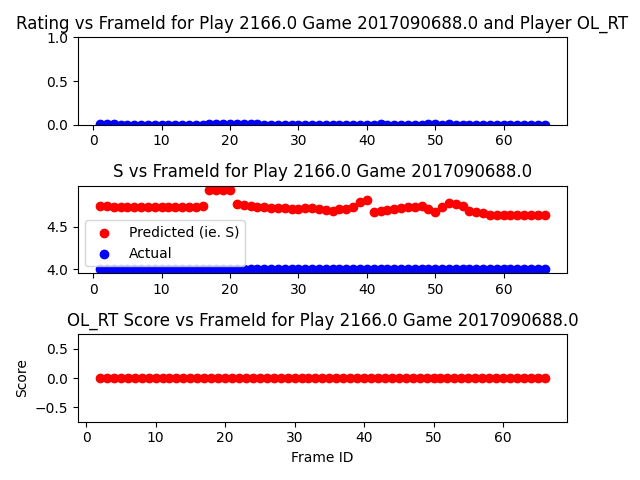 Rating vs FrameId for Play 2166.0 Game 2017090688.0 and Player OL_RT
1.0
0.5
0.0
0 10 20 30 40 50 60
S vs FrameId for Play 2166.0 Game 2017090688.0
4.5
4.0
Predicted (ie. S)
Actual
0 10 20 30 40 50 60
OL_RT Score vs FrameId for Play 2166.0 Game 2017090688.0
Score
0.5
0.0
−0.5
0 10 20 30 40 50 60
Frame ID